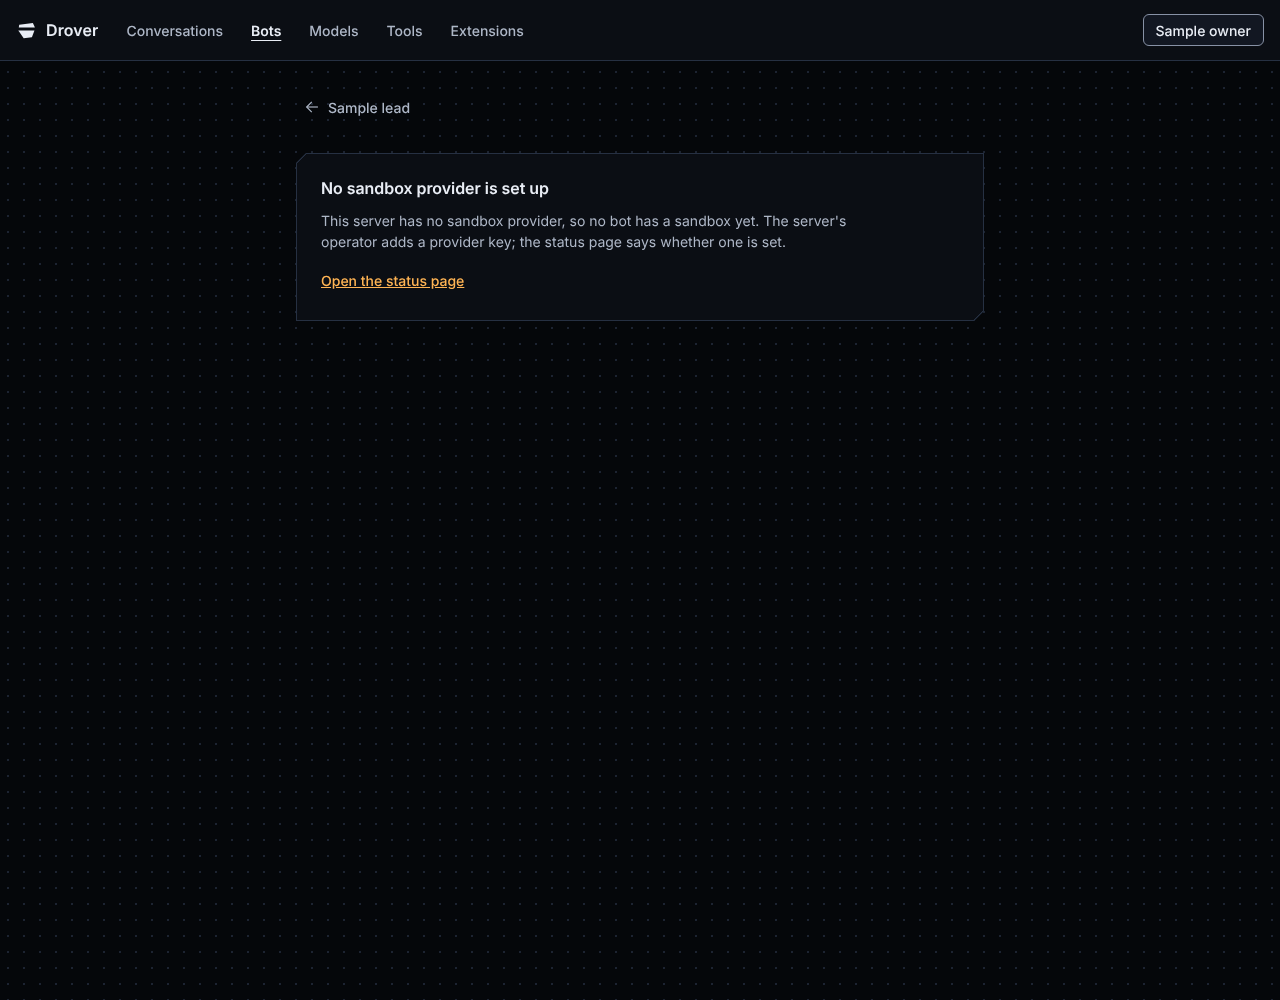 Drover
Conversations
Bots
Models
Tools
Extensions
Sample owner
← Sample lead
No sandbox provider is set up
This server has no sandbox provider, so no bot has a sandbox yet. The server's
operator adds a provider key; the status page says whether one is set.
Open the status page